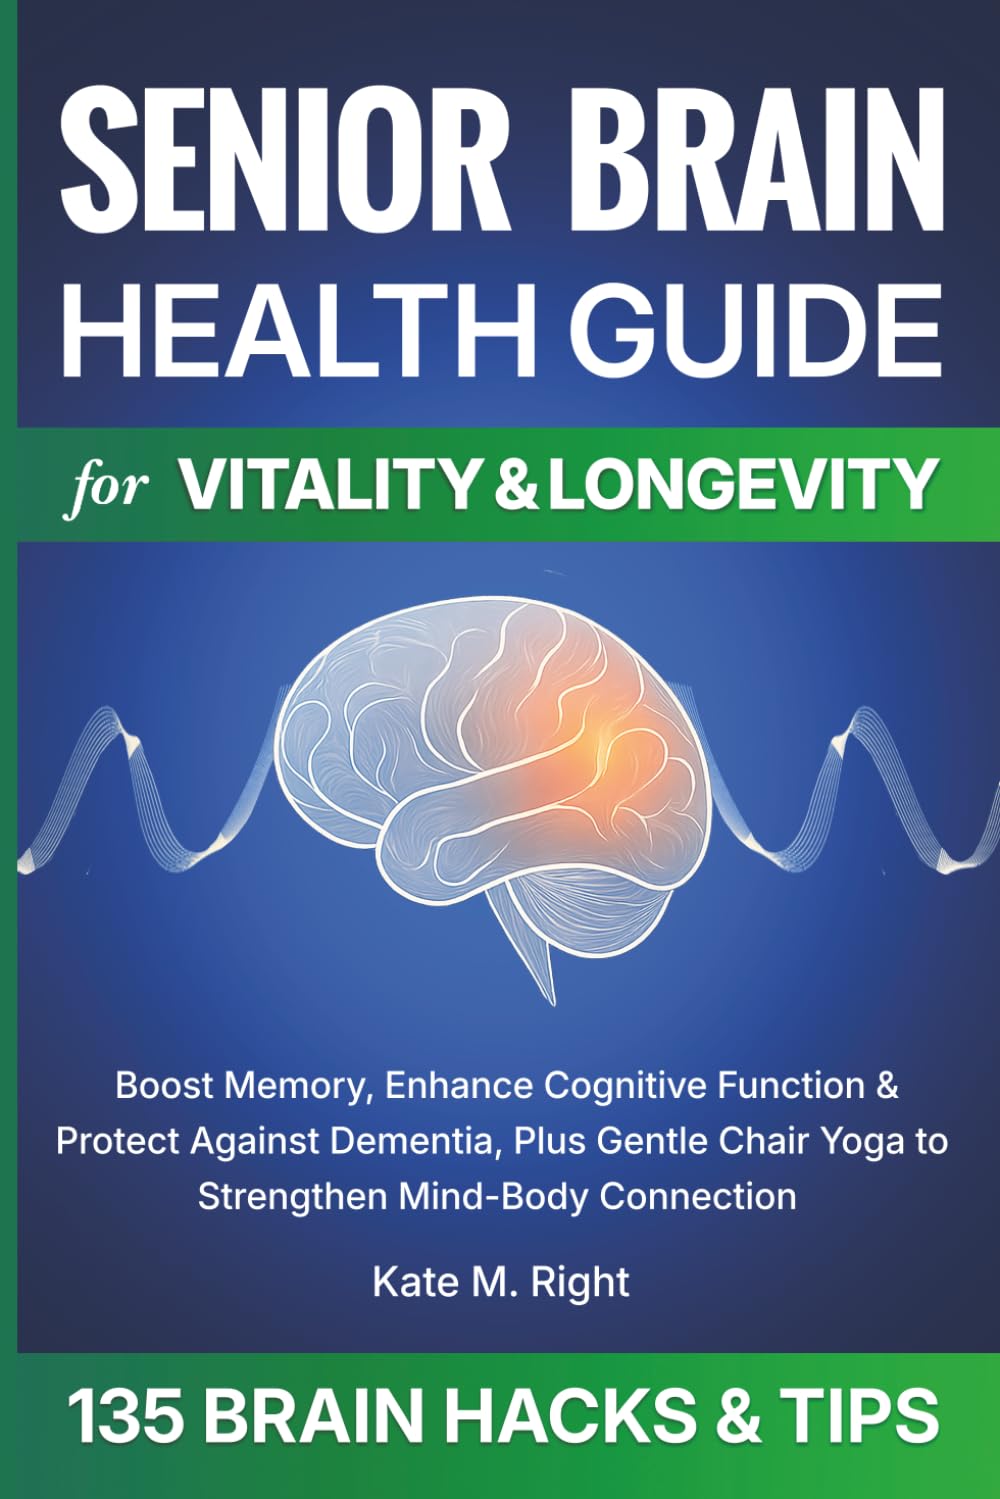 SENIOR BRAIN
HEALTH GUIDE
for VITALITY & LONGEVITY
Boost Memory, Enhance Cognitive Function &
Protect Against Dementia, Plus Gentle Chair Yoga to
Strengthen Mind-Body Connection
Kate M. Right
135 BRAIN HACKS & TIPS